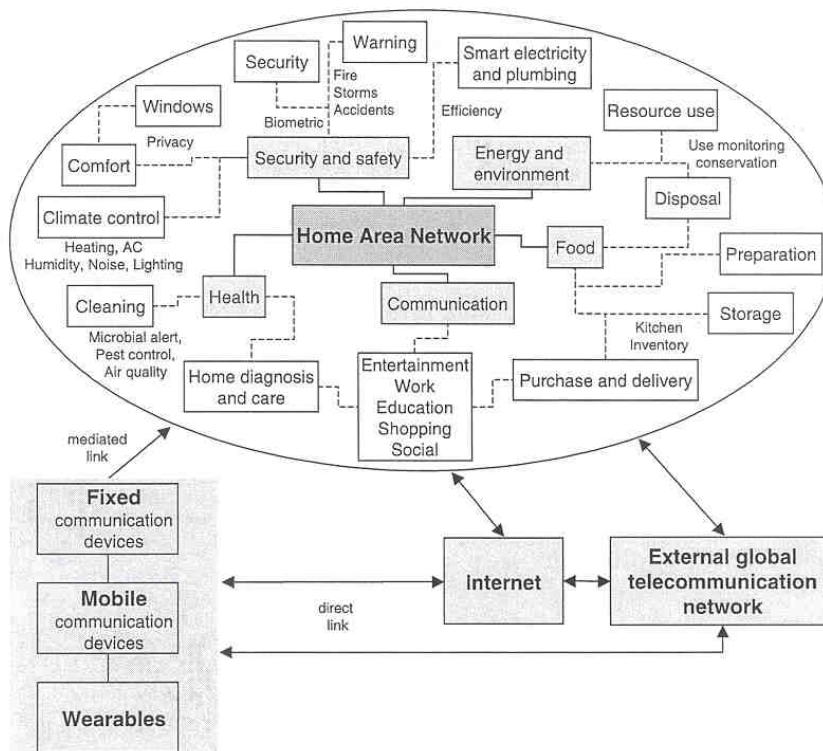 Warning
Security
Smart electricity
and plumbing
Fire
Storms
Accidents
Windows
Resource use
Biometric
Efficiency
Privacy
Use monitoring
conservation
Comfort
Security and safety
Energy and
environment
Disposal
Climate control
Home Area Network
Food
Preparation
Heating, AC
Humidity, Noise, Lighting
Cleaning
Health
Communication
Storage
Microbial alert,
Pest control,
Air quality
Kitchen
Inventory
Home diagnosis
and care
Entertainment
Work
Education
Shopping
Social
Purchase and delivery
mediated
link
Fixed
communication
devices
Internet
External global
telecommunication
network
Mobile
communication
devices
direct
link
Wearables